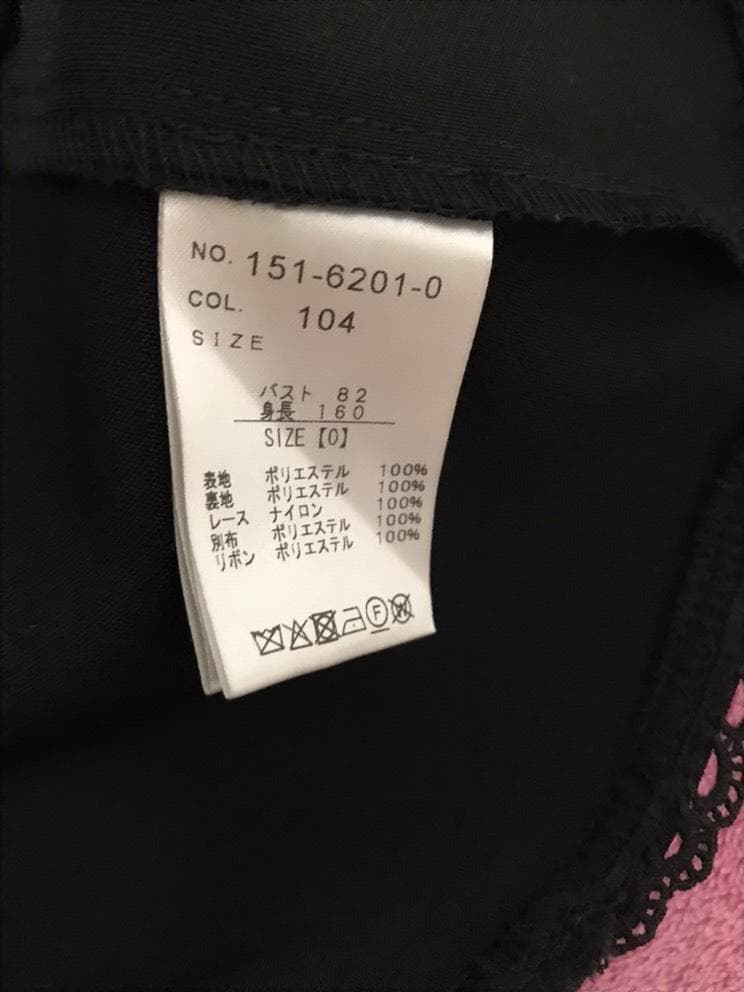 NO. 151-6201-0
COL. 104
SIZE
バスト 82
身長 160
SIZE【0】
表地 ポリエステル 100%
裏地 ポリエステル 100%
レース ナイロン 100%
別布 ポリエステル 100%
リボン ポリエステル 100%
F W